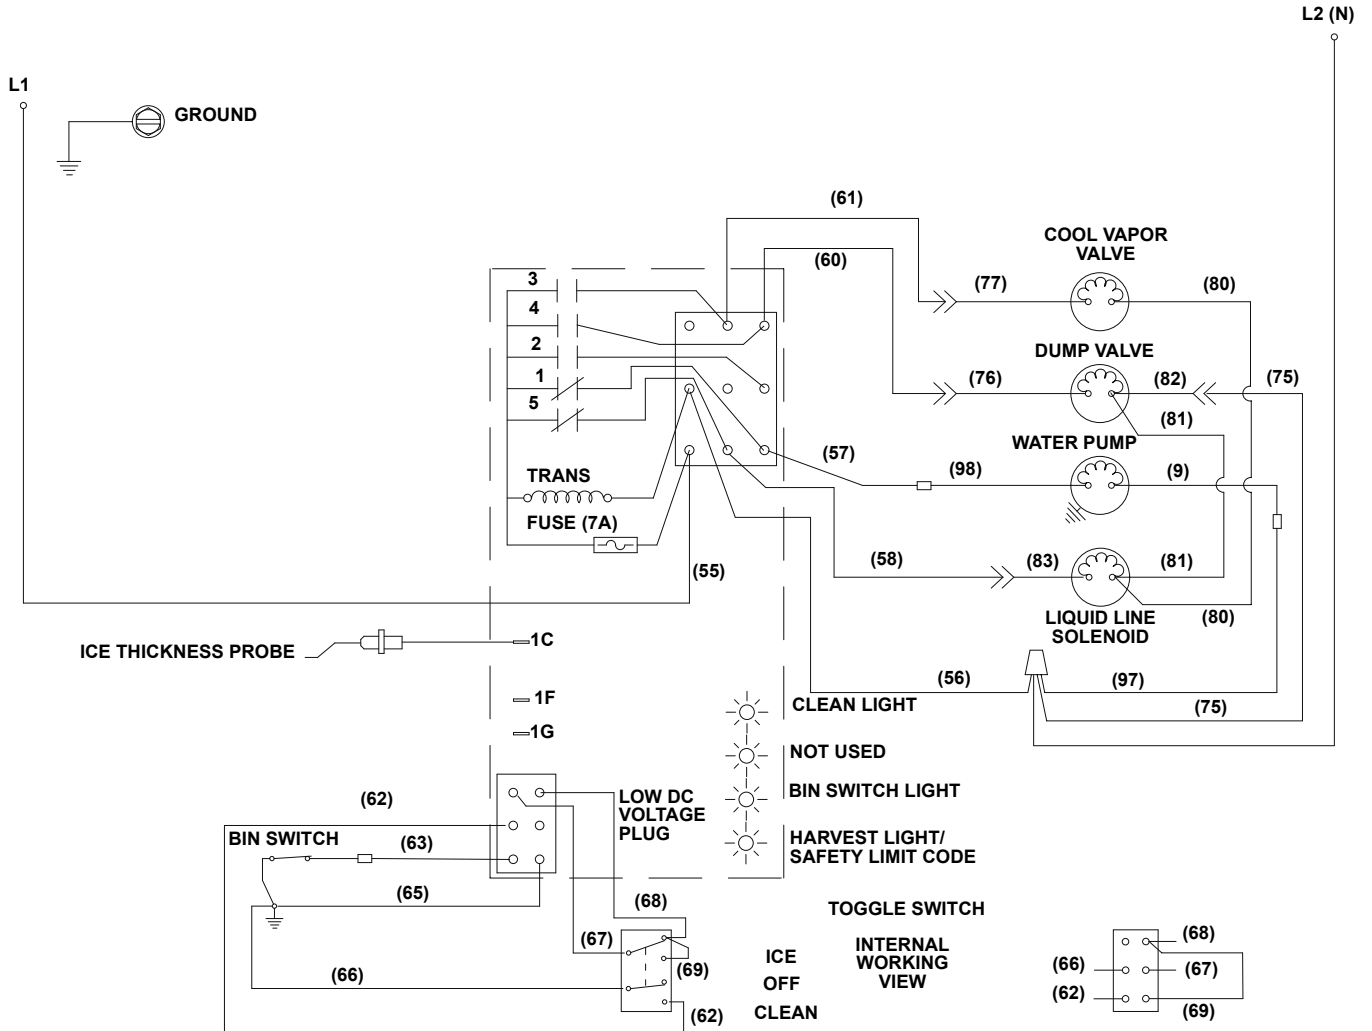 L2 (N)
L1
GROUND
(61)
COOL VAPOR
VALVE
(60)
3
(77)
(80)
4
2
DUMP VALVE
1
(76)
(82)
(75)
5
(81)
WATER PUMP
(57)
TRANS
(98)
(9)
FUSE (7A)
(55)
(58)
(83)
(81)
LIQUID LINE
SOLENOID
(80)
1C
ICE THICKNESS PROBE
(56)
(97)
1F
CLEAN LIGHT
(75)
1G
NOT USED
(62)
LOW DC
VOLTAGE
PLUG
BIN SWITCH LIGHT
BIN SWITCH
(63)
HARVEST LIGHT/
SAFETY LIMIT CODE
(65)
(68)
TOGGLE SWITCH
(67)
ICE
OFF
CLEAN
INTERNAL
WORKING
VIEW
(68)
(66)
(69)
(66)
(67)
(62)
(62)
(69)